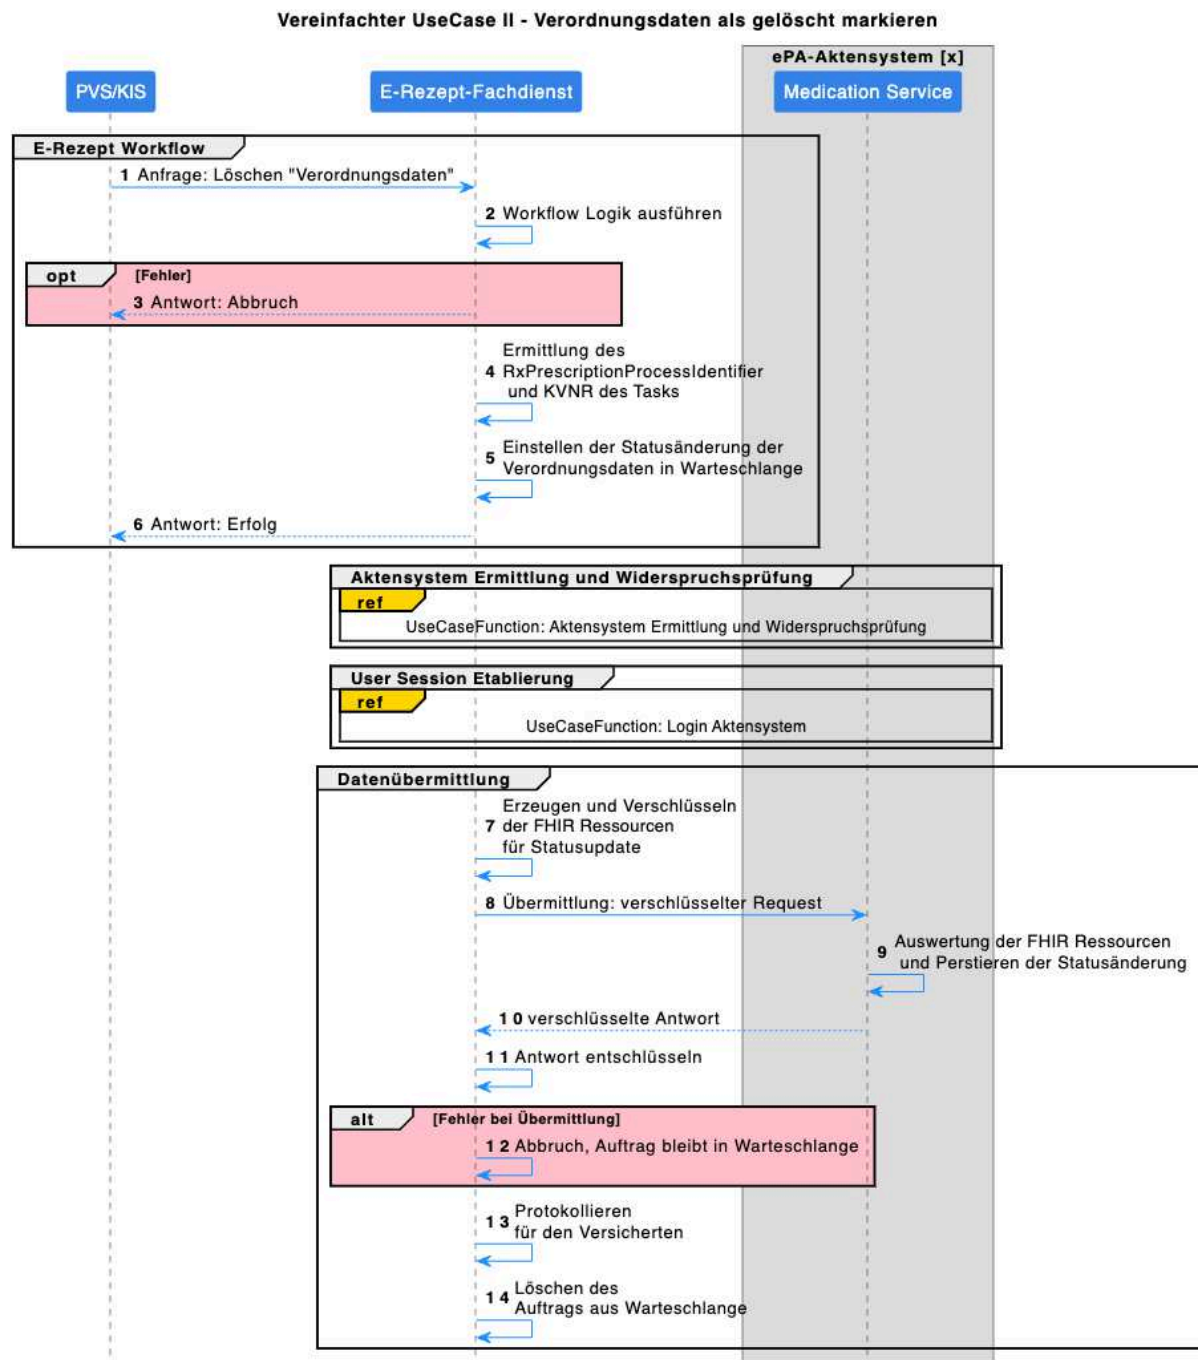 Vereinfachter UseCase II - Verordnungsdaten als gelöscht markieren
ePA-Aktensystem [x]
PVS/KIS
E-Rezept-Fachdienst
Medication Service
E-Rezept Workflow
1 Anfrage: Löschen "Verordnungsdaten"
2 Workflow Logik ausführen
opt
[Fehler]
3 Antwort: Abbruch
Ermittlung des
4 RxPrescriptionProcessIdentifier
und KVNR des Tasks
5 Einstellen der Statusänderung der
Verordnungsdaten in Warteschlange
6 Antwort: Erfolg
Aktensystem Ermittlung und Widerspruchsprüfung
ref
UseCaseFunction: Aktensystem Ermittlung und Widerspruchsprüfung
User Session Etablierung
ref
UseCaseFunction: Login Aktensystem
Datenübermittlung
Erzeugen und Verschlüseln
7 der FHIR Ressourcen
für Statusupdate
8 Übermittlung: verschlüsselter Request
9 Auswertung der FHIR Ressourcen
und Perstieren der Statusänderung
10 verschlüsselte Antwort
11 Antwort entschlüseln
alt
[Fehler bei Übermittlung]
12 Abbruch, Auftrag bleibt in Warteschlange
13 Protokollieren
für den Versicherten
14 Löschen des
Auftrags aus Warteschlange